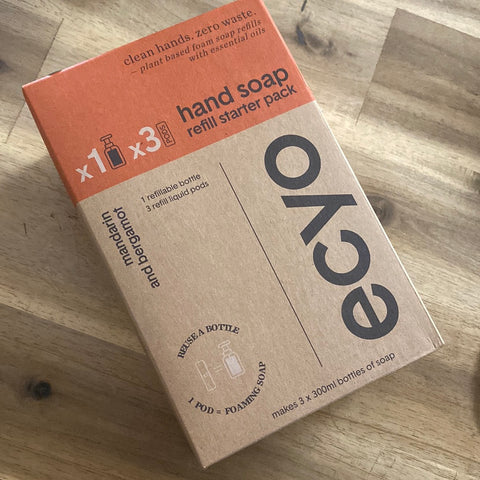 clean hands. zero waste.
– plant based foam soap refills
with essential oils
hand soap
refill starter pack
x1 x3
PODS
1 refillable bottle
3 refill liquid pods
mandarin
and bergamot
ecyo
REUSE A BOTTLE
1 POD = FOAMING SOAP
makes 3 x 300ml bottles of soap